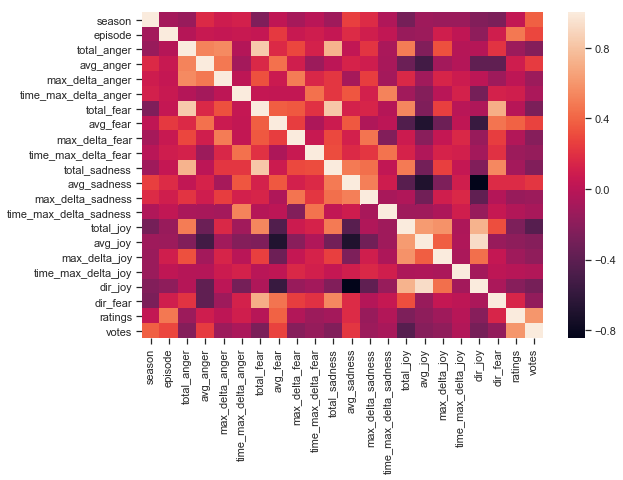 season
episode
total_anger
avg_anger
max_delta_anger
time_max_delta_anger
total_fear
avg_fear
max_delta_fear
time_max_delta_fear
total_sadness
avg_sadness
max_delta_sadness
time_max_delta_sadness
total_joy
avg_joy
max_delta_joy
time_max_delta_joy
dir_joy
dir_fear
ratings
votes
season
episode
total_anger
avg_anger
max_delta_anger
time_max_delta_anger
total_fear
avg_fear
max_delta_fear
time_max_delta_fear
total_sadness
avg_sadness
max_delta_sadness
time_max_delta_sadness
total_joy
avg_joy
max_delta_joy
time_max_delta_joy
dir_joy
dir_fear
ratings
votes
0.8
0.4
0.0
−0.4
−0.8